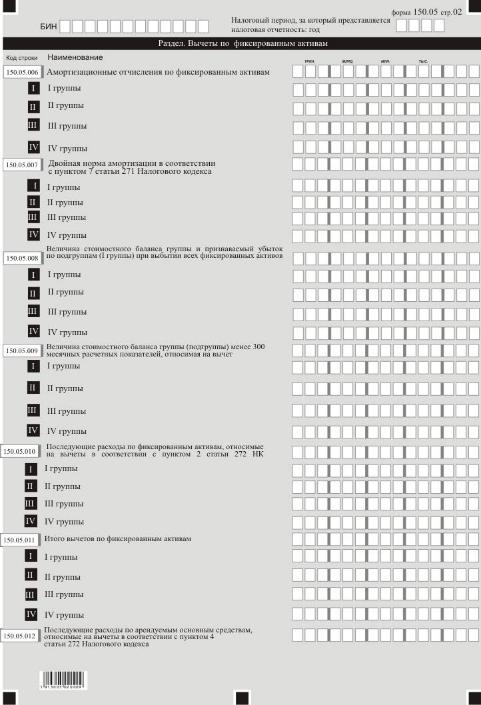 форма 150.05 стр.02
БИН
Налоговый период, за который представляется
налоговая отчетность: год
Раздел. Вычеты по фиксированным активам
Код строки Наименование
трлн. млрд. млн. тыс.
150.05.006 Амортизационные отчисления по фиксированным активам
I I группы
II II группы
III III группы
IV IV группы
150.05.007 Двойная норма амортизации в соответствии
с пунктом 7 статьи 271 Налогового кодекса
I I группы
II II группы
III III группы
IV IV группы
Величина стоимостного баланса группы и признаваемый убыток
150.05.008 по подгруппам (I группы) при выбытии всех фиксированных активов
I I группы
II II группы
III III группы
IV IV группы
150.05.009 Величина стоимостного баланса группы (подгруппы) менее 300
месячных расчетных показателей, относимая на вычет
I I группы
II II группы
III III группы
IV IV группы
150.05.010 Последующие расходы по фиксированным активам, относимые
на вычеты в соответствии с пунктом 2 статьи 272 НК
I I группы
II II группы
III III группы
IV IV группы
150.05.011 Итого вычетов по фиксированным активам
I I группы
II II группы
III III группы
IV IV группы
150.05.012 Последующие расходы по арендуемым основным средствам,
относимые на вычеты в соответствии с пунктом 4
статьи 272 Налогового кодекса